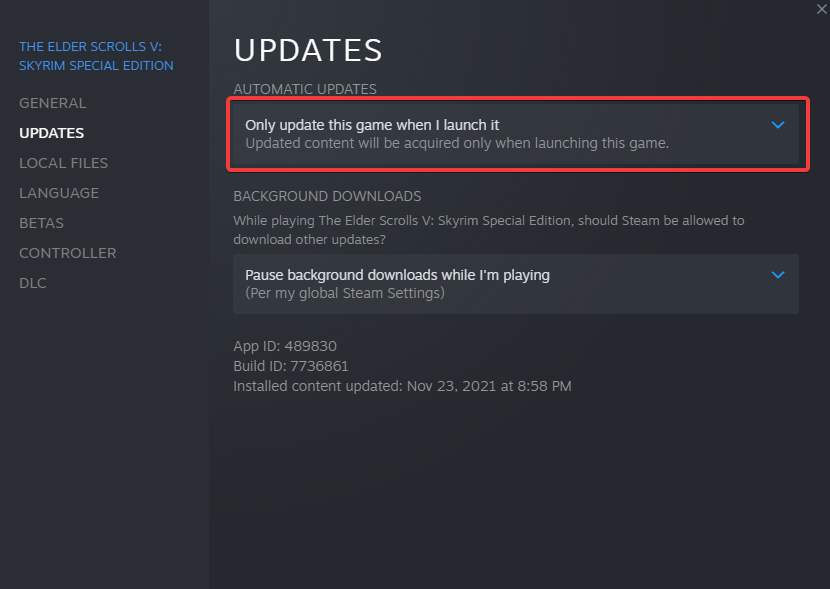 THE ELDER SCROLLS V:
SKYRIM SPECIAL EDITION
GENERAL
UPDATES
LOCAL FILES
LANGUAGE
BETAS
CONTROLLER
DLC
UPDATES
AUTOMATIC UPDATES
Only update this game when I launch it
Updated content will be acquired only when launching this game.
BACKGROUND DOWNLOADS
While playing The Elder Scrolls V: Skyrim Special Edition, should Steam be allowed to
download other updates?
Pause background downloads while I'm playing
(Per my global Steam Settings)
App ID: 489830
Build ID: 7736861
Installed content updated: Nov 23, 2021 at 8:58 PM